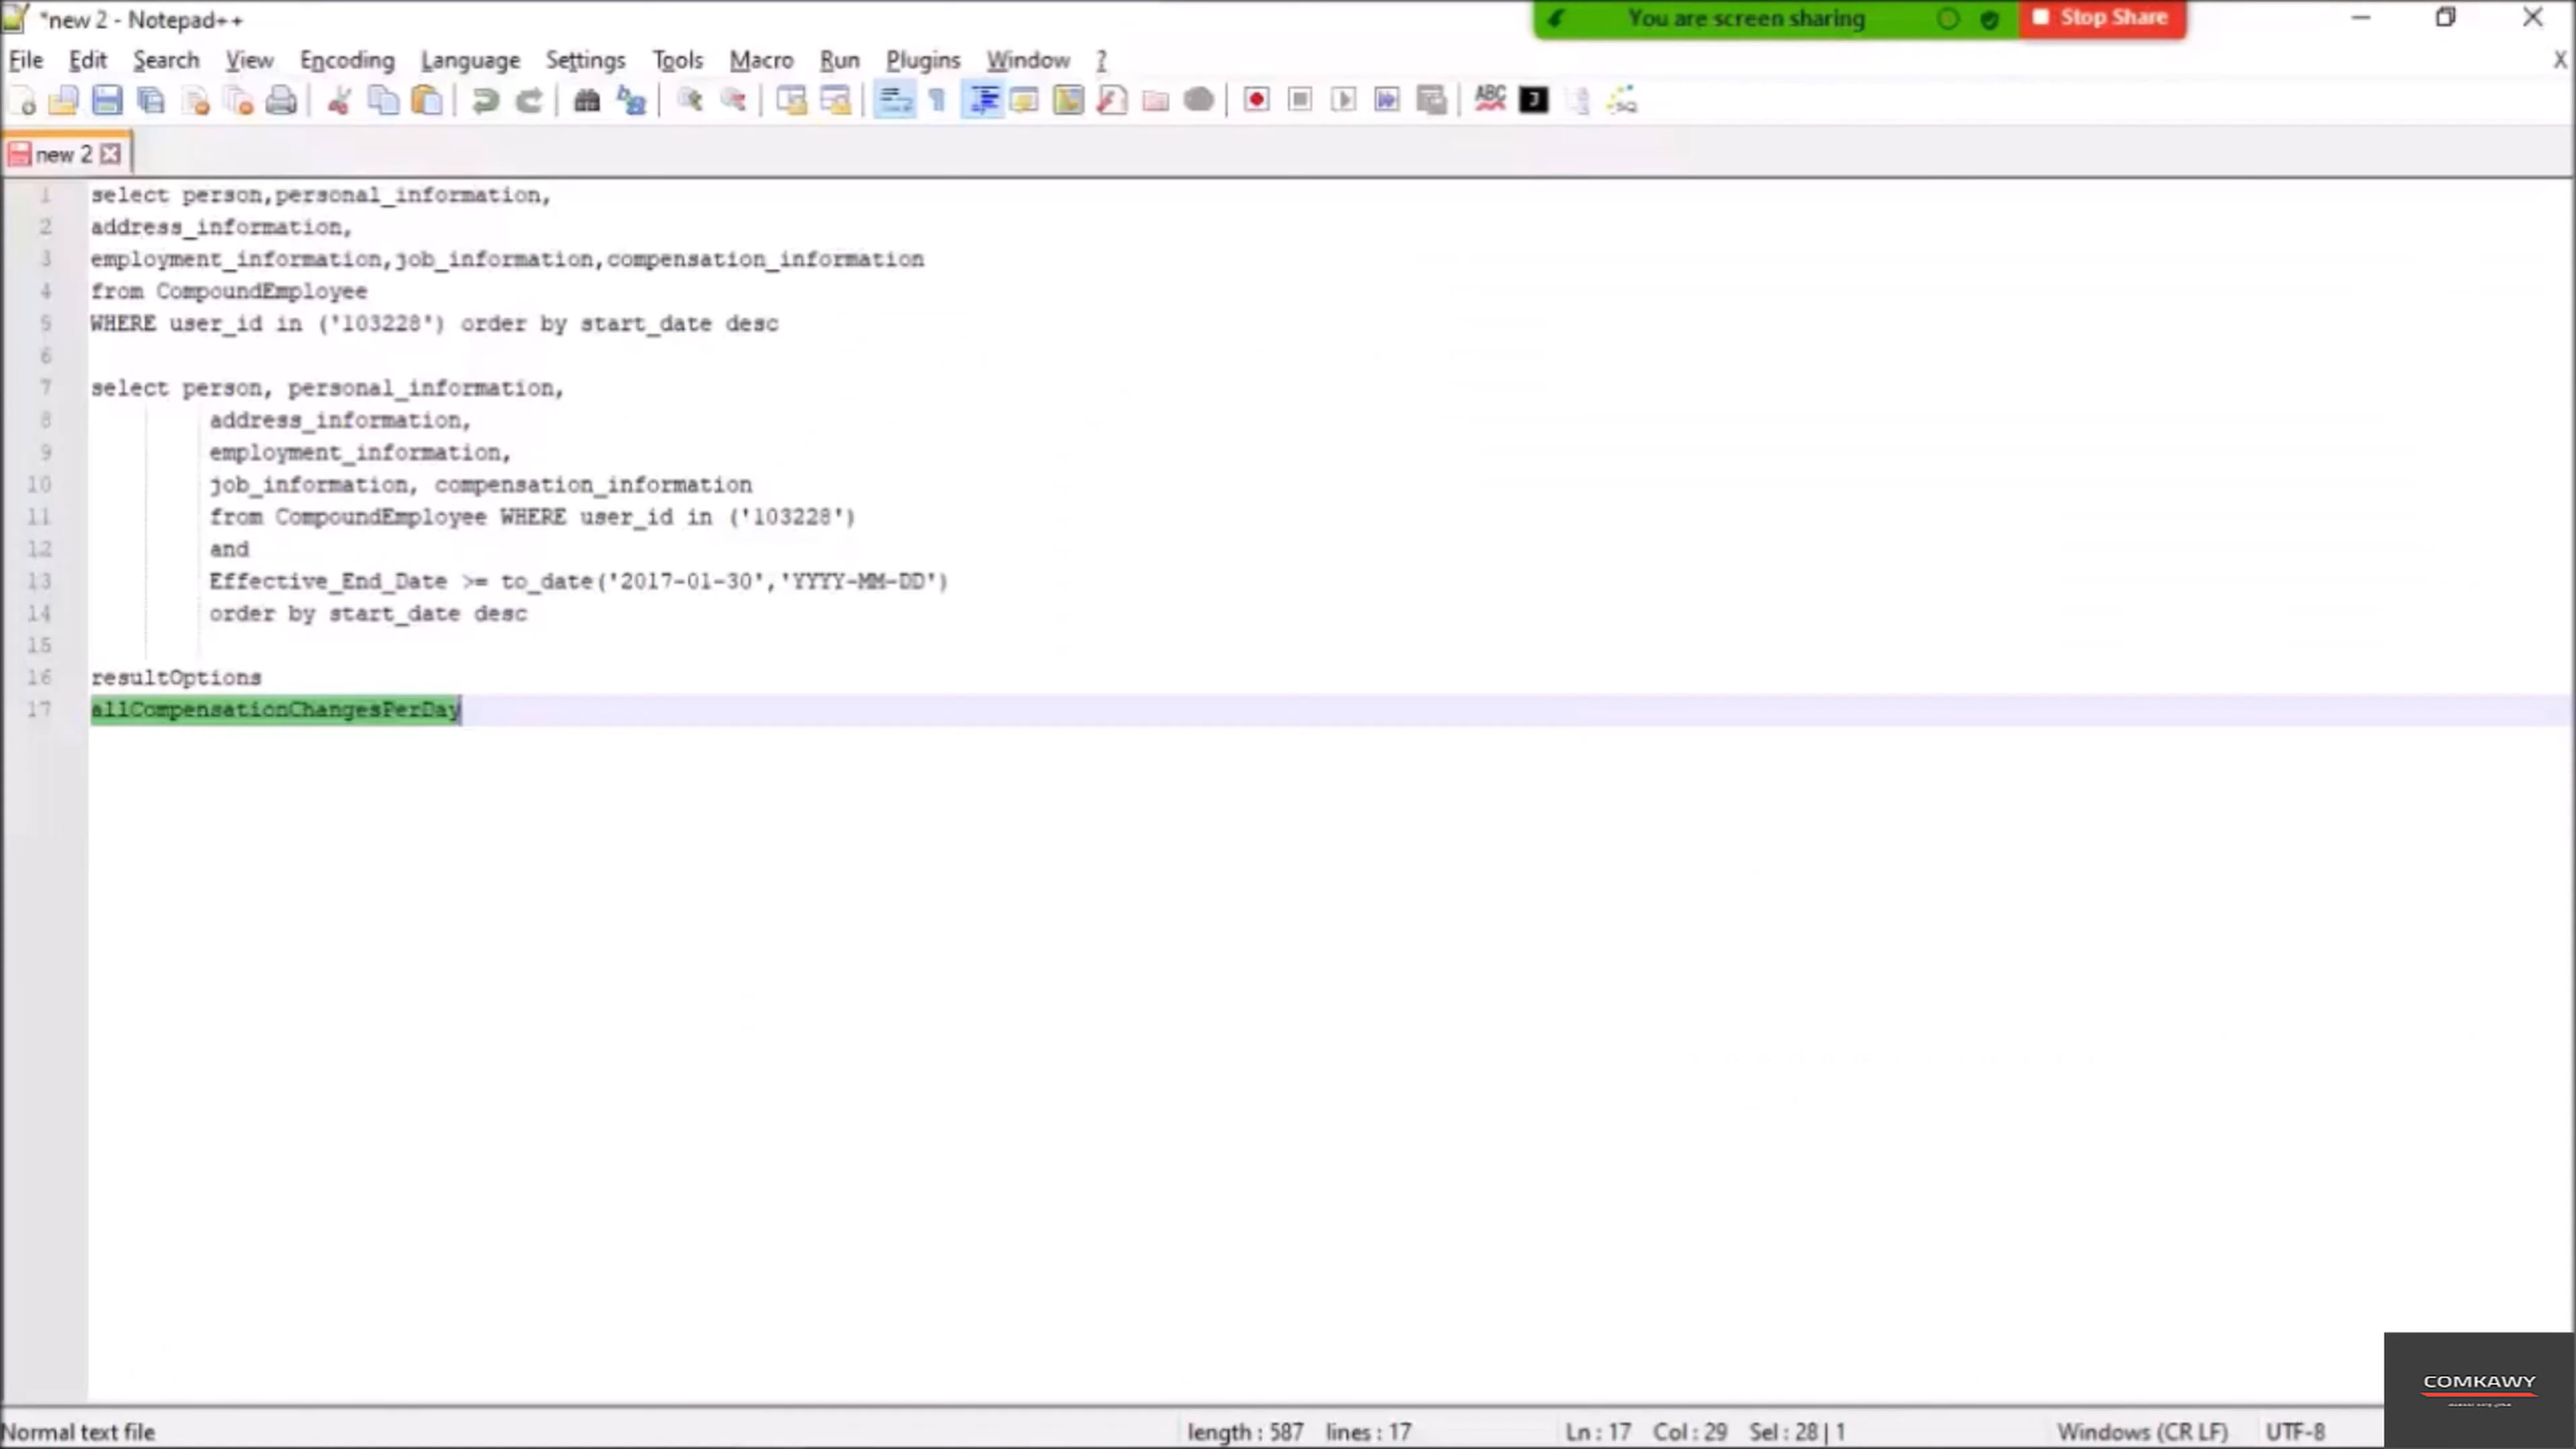 *new 2 - Notepad++
You are screen sharing
Stop Share
File Edit Search View Encoding Language Settings Tools Macro Run Plugins Window ?
X
ABC
new 2
1 select person,personal_information,
2 address_information,
3 employment_information,job_information,compensation_information
4 from CompoundEmployee
5 WHERE user_id in ('103228') order by start_date desc
6
7 select person, personal_information,
8 address_information,
9 employment_information,
10 job_information, compensation_information
11 from CompoundEmployee WHERE user_id in ('103228')
12 and
13 Effective_End_Date >= to_date('2017-01-30','YYYY-MM-DD')
14 order by start_date desc
15
16 resultOptions
17 allCompensationChangesPerDay
COMKAWY
Normal text file length : 587 lines : 17 Ln : 17 Col : 29 Sel : 28 | 1 Windows (CR LF) UTF-8